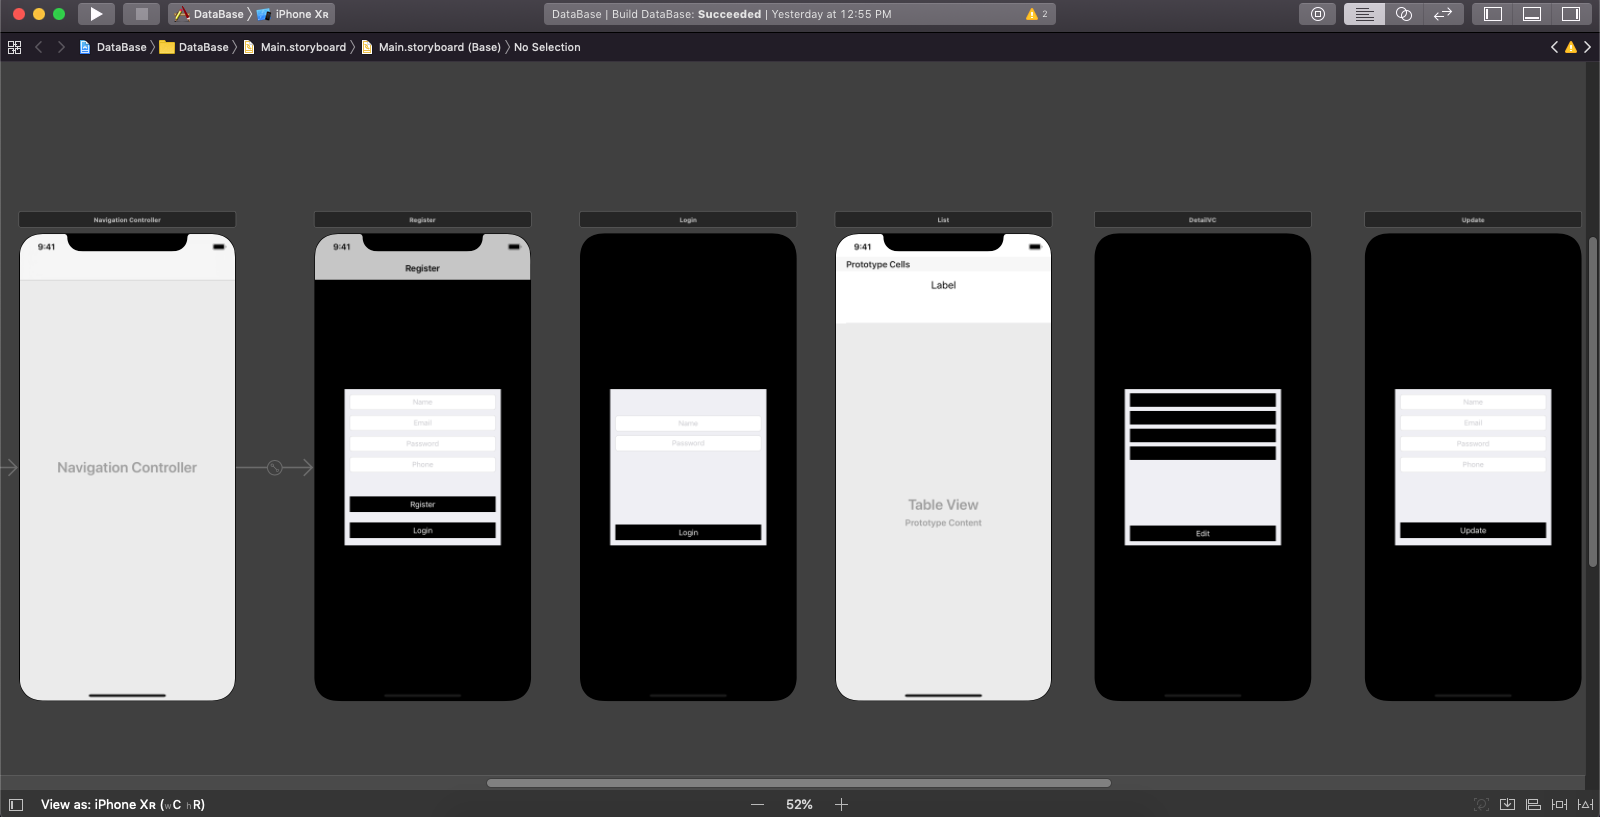 DataBase iPhone XR
DataBase | Build DataBase: Succeeded | Yesterday at 12:55 PM
2
DataBase DataBase Main.storyboard Main.storyboard (Base) No Selection
Navigation Controller
9:41
Navigation Controller
Register
9:41
Register
Name
Email
Password
Phone
Rgister
Login
Login
Name
Password
Login
List
9:41
Prototype Cells
Label
Table View
Prototype Content
DetailVC
Edit
Update
Name
Email
Password
Phone
Update
View as: iPhone XR (wC hR)
52%